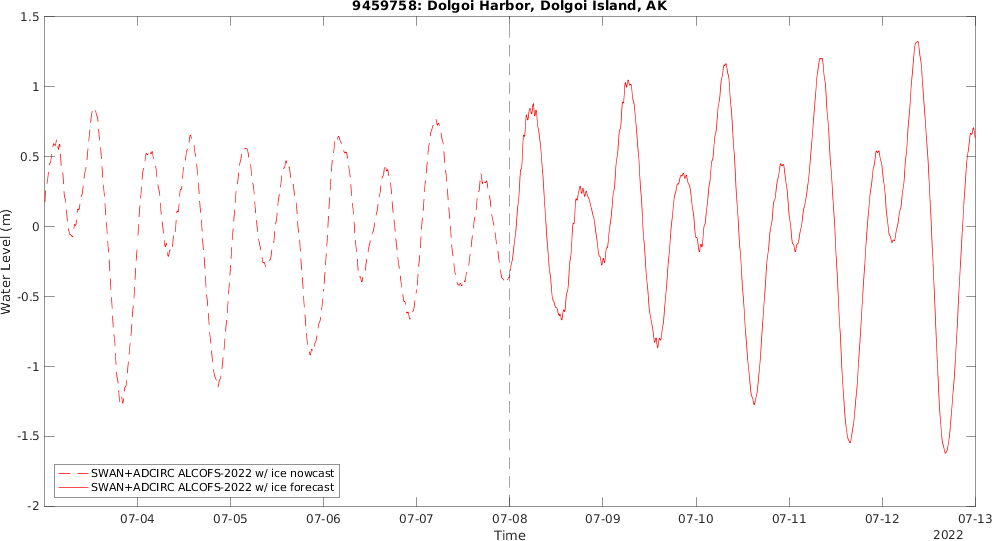 9459758: Dolgoi Harbor, Dolgoi Island, AK
1.5
1
0.5
0
-0.5
-1
-1.5
-2
Water Level (m)
SWAN+ADCIRC ALCOFS-2022 w/ ice nowcast
SWAN+ADCIRC ALCOFS-2022 w/ ice forecast
07-04 07-05 07-06 07-07 07-08 07-09 07-10 07-11 07-12 07-13
Time
2022